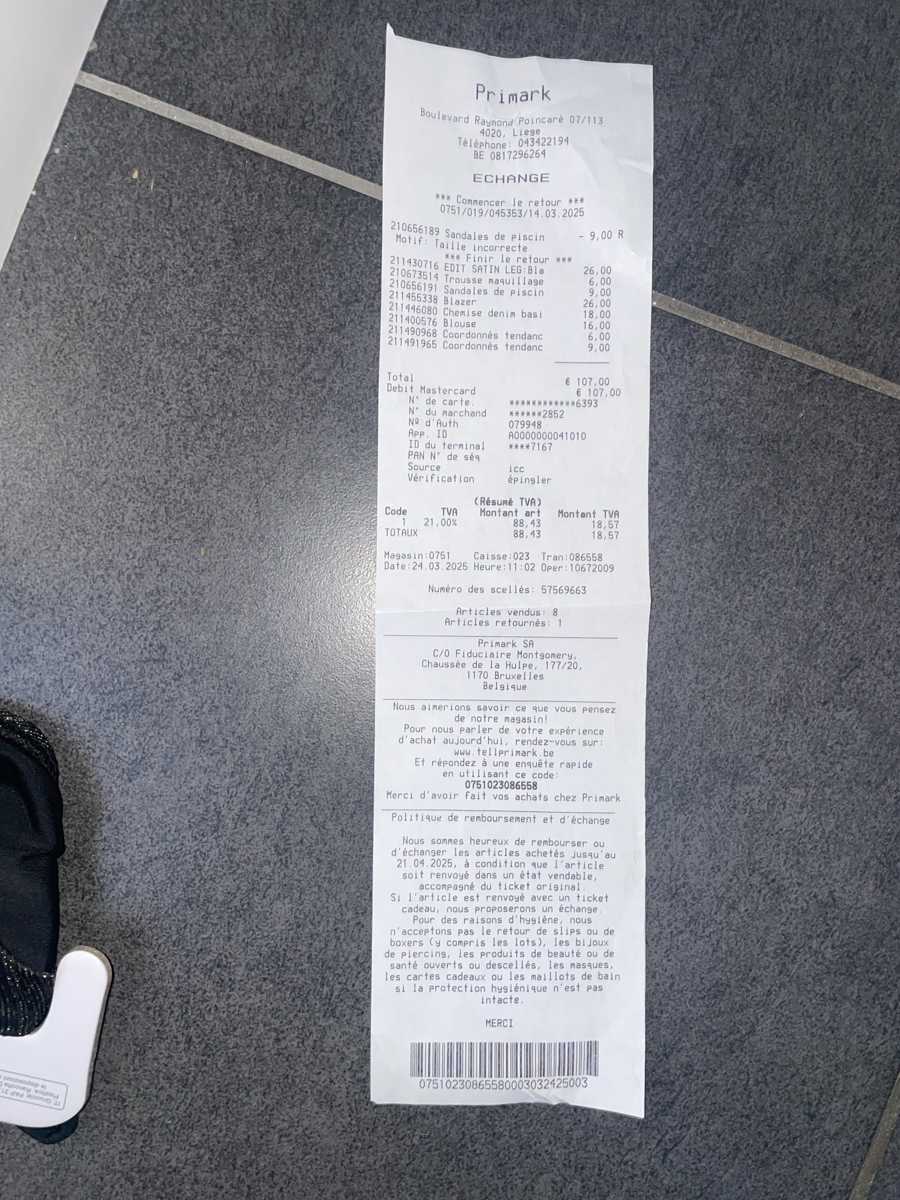 Primark
Boulevard Raymond Poincaré 07/113
4020, Liege
Téléphone: 043422194
BE 0817296264
ECHANGE
*** Commencer le retour ***
0751/019/045353/14.03.2025
210656189 Sandales de piscin - 9,00 R
Motif: Taille incorrecte
*** Finir le retour ***
211430716 EDIT SATIN LEG:Bla 26,00
210673514 Trousse maquillage 6,00
210656191 Sandales de piscin 9,00
211455338 Blazer 26,00
211446080 Chemise denim basi 18,00
211400576 Blouse 16,00
211490968 Coordonnés tendanc 6,00
211491965 Coordonnés tendanc 9,00
Total € 107,00
Debit Mastercard € 107,00
N° de carte. ************6393
N° du marchand ******2852
Nº d'Auth 079948
App. ID A0000000041010
ID du terminal ****7167
PAN N° de séq
Source icc
Vérification épingler
(Résumé TVA)
Code TVA Montant art Montant TVA
1 21,00% 88,43 18,57
TOTAUX 88,43 18,57
Magasin:0751 Caisse:023 Tran:086558
Date:24.03.2025 Heure:11:02 Oper:10672009
Numéro des scellés: 57569663
Articles vendus: 8
Articles retournés: 1
Primark SA
C/O Fiduciaire Montgomery,
Chaussée de la Hulpe, 177/20,
1170 Bruxelles
Belgique
Nous aimerions savoir ce que vous pensez
de notre magasin!
Pour nous parler de votre expérience
d'achat aujourd'hui, rendez-vous sur:
www.tellprimark.be
Et répondez à une enquête rapide
en utilisant ce code:
0751023086558
Merci d'avoir fait vos achats chez Primark
Politique de remboursement et d'échange
Nous sommes heureux de rembourser ou
d'échanger les articles achetés jusqu'au
21.04.2025, à condition que l'article
soit renvoyé dans un état vendable,
accompagné du ticket original.
Si l'article est renvoyé avec un ticket
cadeau, nous proposerons un échange.
Pour des raisons d'hygiène, nous
n'acceptons pas le retour de slips ou de
boxers (y compris les lots), les bijoux
de piercing, les produits de beauté ou de
santé ouverts ou descellés, les masques,
les cartes cadeaux ou les maillots de bain
si la protection hygiénique n'est pas
intacte.
MERCI
07510230865580003032425003